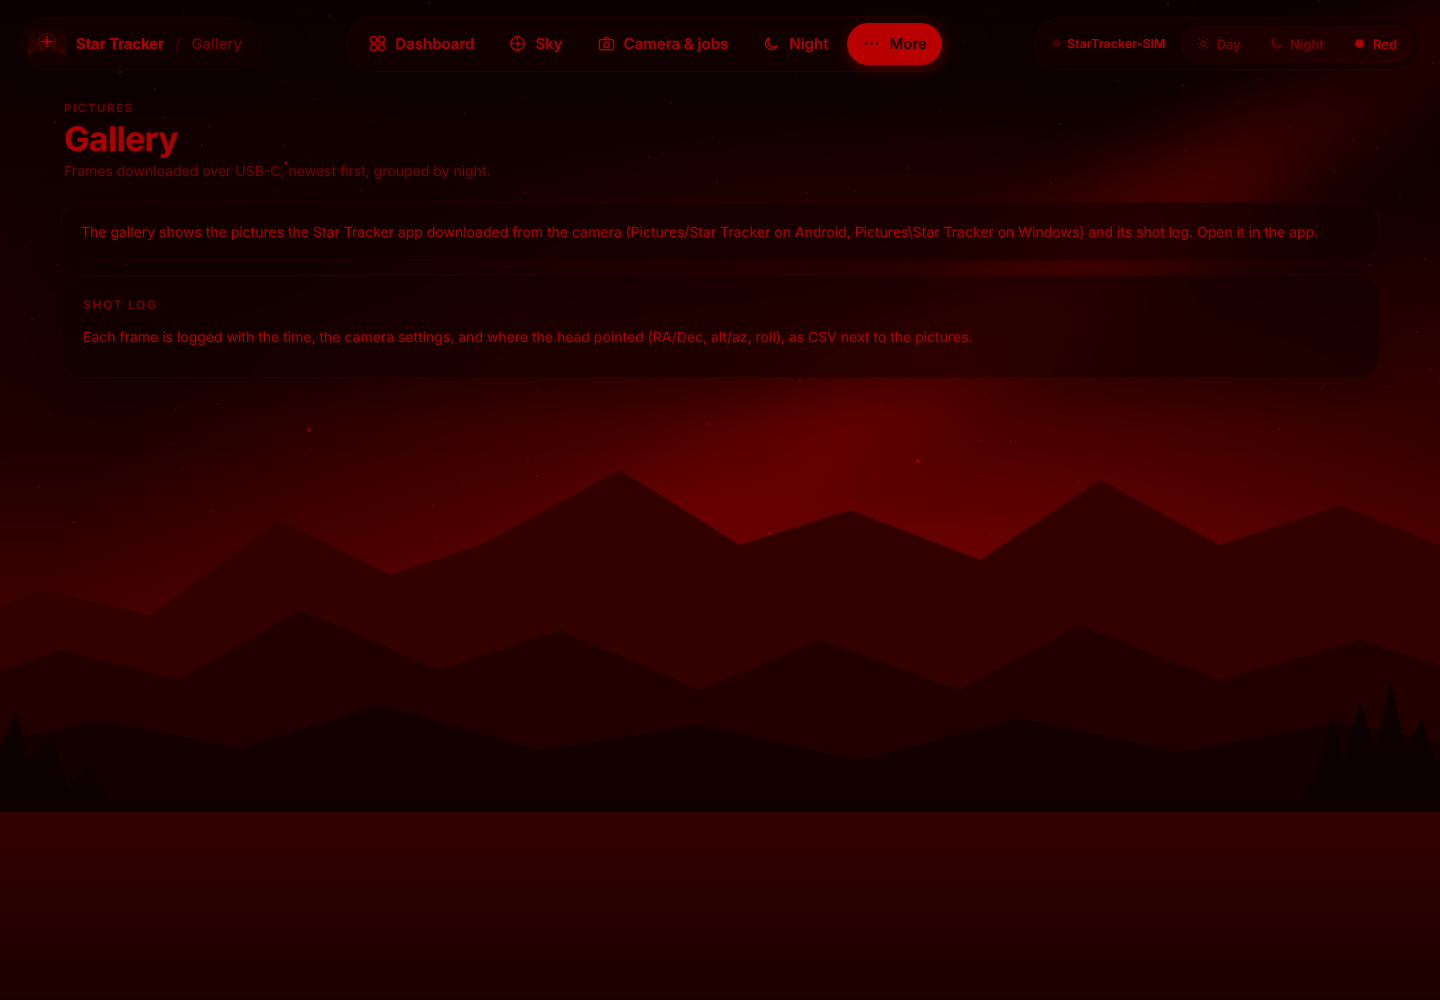 Star Tracker / Gallery
Dashboard Sky Camera & jobs Night ··· More
StarTracker-SIM Day Night Red
PICTURES
Gallery
Frames downloaded over USB-C, newest first, grouped by night.
The gallery shows the pictures the Star Tracker app downloaded from the camera (Pictures/Star Tracker on Android, Pictures\Star Tracker on Windows) and its shot log. Open it in the app.
SHOT LOG
Each frame is logged with the time, the camera settings, and where the head pointed (RA/Dec, alt/az, roll), as CSV next to the pictures.